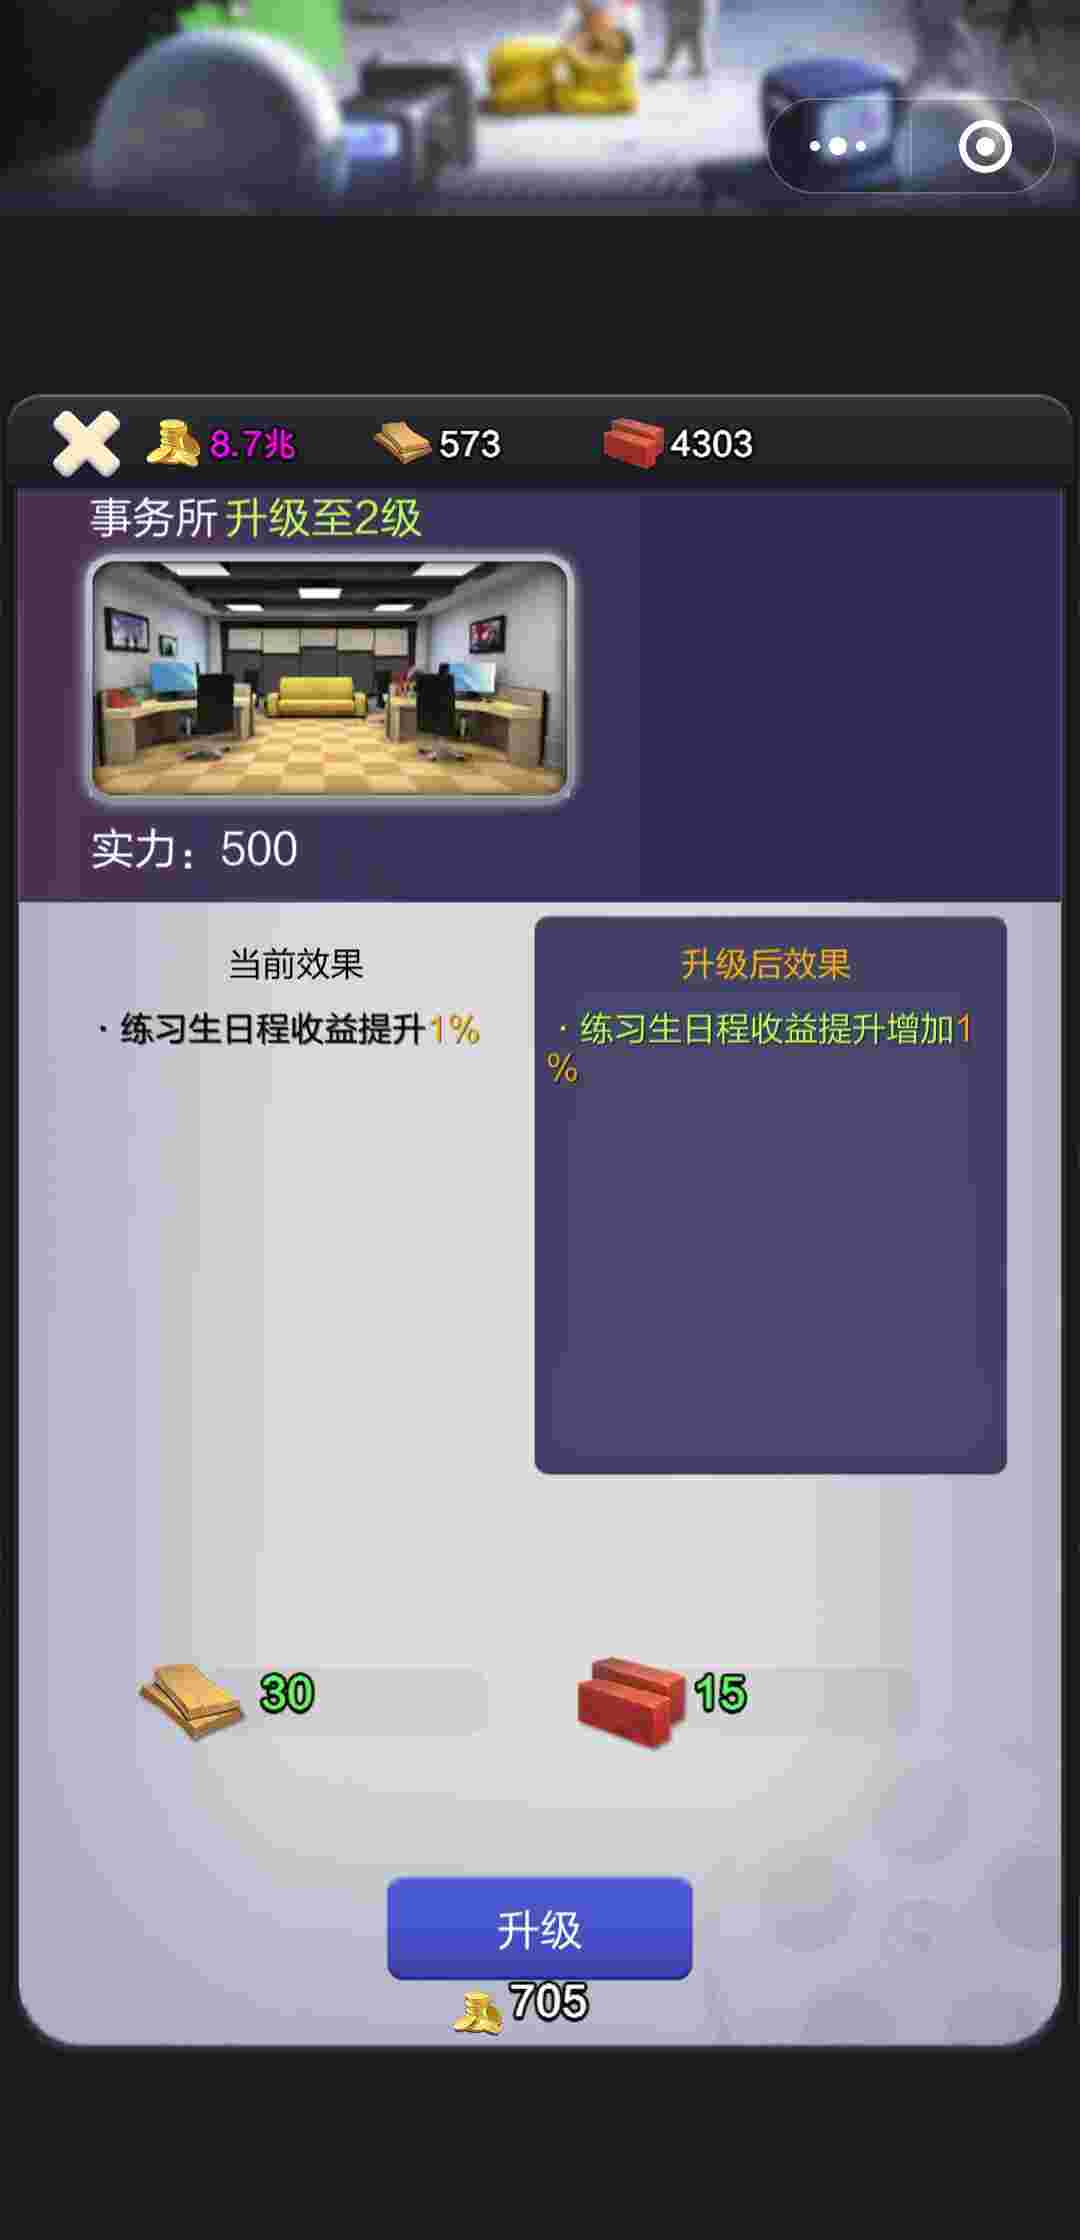 8.7兆 573 4303
事务所升级至2级
实力：500
当前效果
·练习生日程收益提升1%
升级后效果
·练习生日程收益提升增加1
%
30 15
升级
705